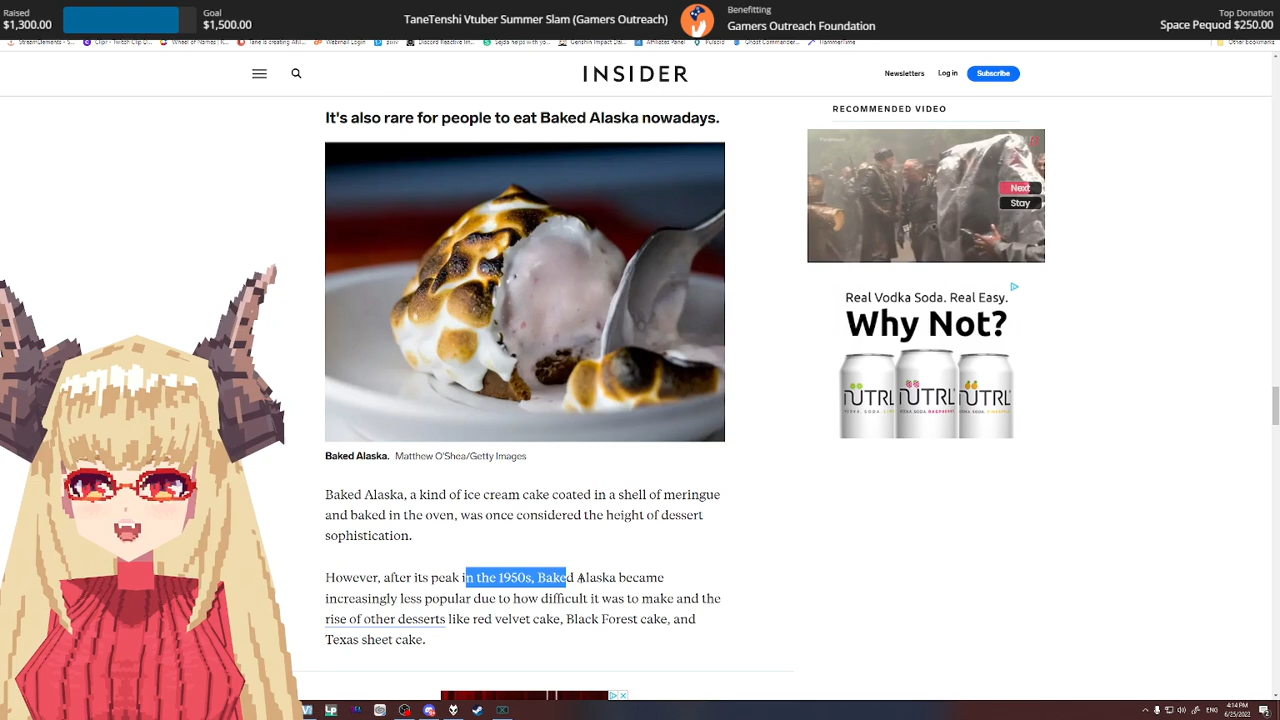 Raised
$1,300.00
Goal
$1,500.00
TaneTenshi Vtuber Summer Slam (Gamers Outreach)
Benefitting
Gamers Outreach Foundation
Top Donation
Space Pequod $250.00
INSIDER
Newsletters
Log in
Subscribe
It's also rare for people to eat Baked Alaska nowadays.
Baked Alaska. Matthew O'Shea/Getty Images
Baked Alaska, a kind of ice cream cake coated in a shell of meringue
and baked in the oven, was once considered the height of dessert
sophistication.
However, after its peak in the 1950s, Baked Alaska became
increasingly less popular due to how difficult it was to make and the
rise of other desserts like red velvet cake, Black Forest cake, and
Texas sheet cake.
RECOMMENDED VIDEO
Next
Stay
Real Vodka Soda. Real Easy.
Why Not?
NÜTRL NÜTRL NÜTRL
4:14 PM
6/25/2022